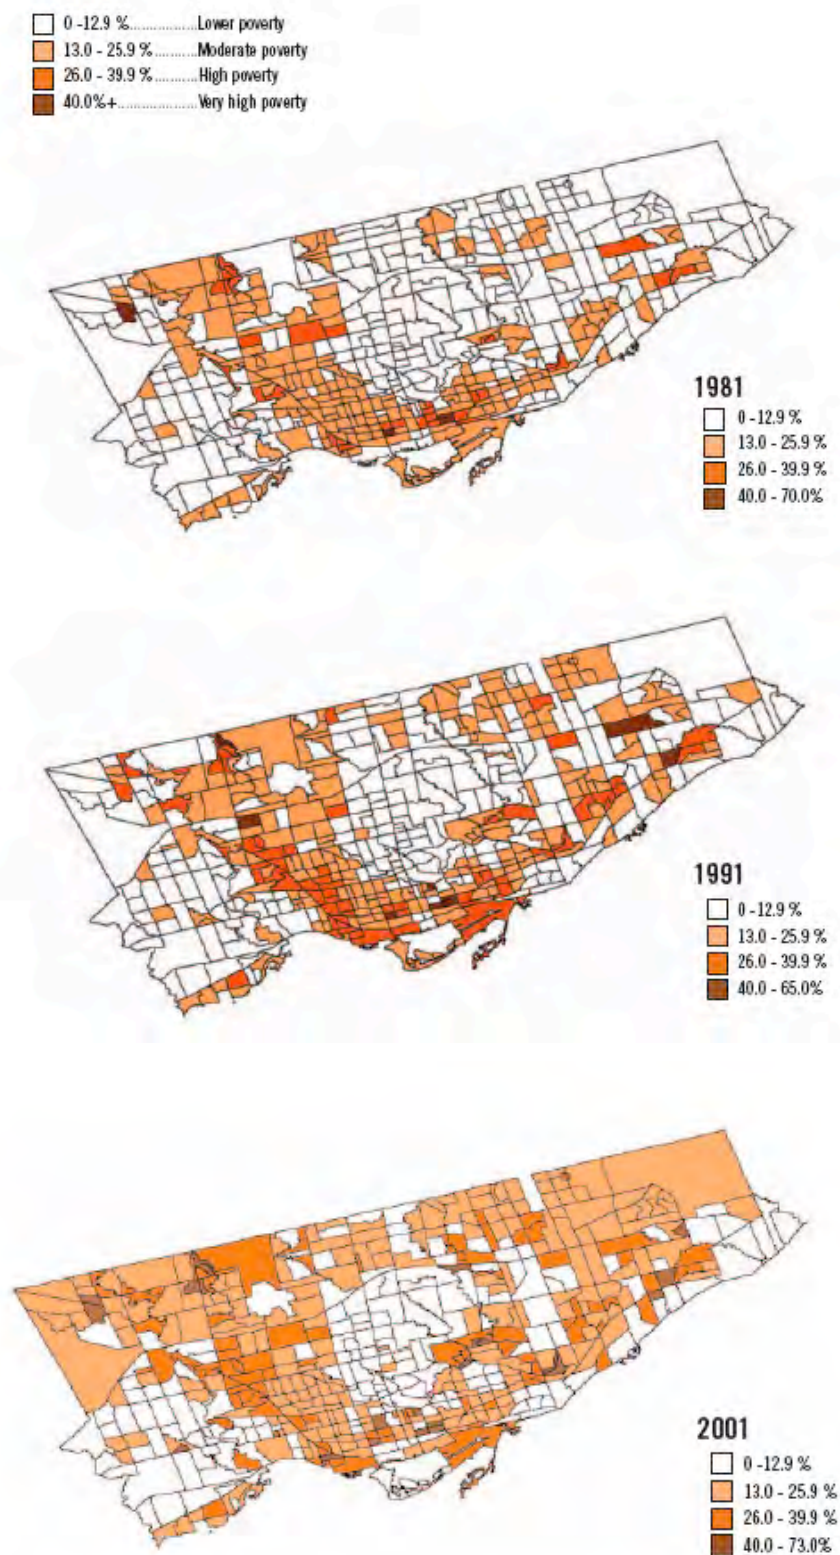 0 -12.9 %..................Lower poverty
13.0 - 25.9 %...........Moderate poverty
26.0 - 39.9 %...........High poverty
40.0%+.....................Very high poverty
1981
0 -12.9 %
13.0 - 25.9 %
26.0 - 39.9 %
40.0 - 70.0%
1991
0 -12.9 %
13.0 - 25.9 %
26.0 - 39.9 %
40.0 - 65.0%
2001
0 -12.9 %
13.0 - 25.9 %
26.0 - 39.9 %
40.0 - 73.0%